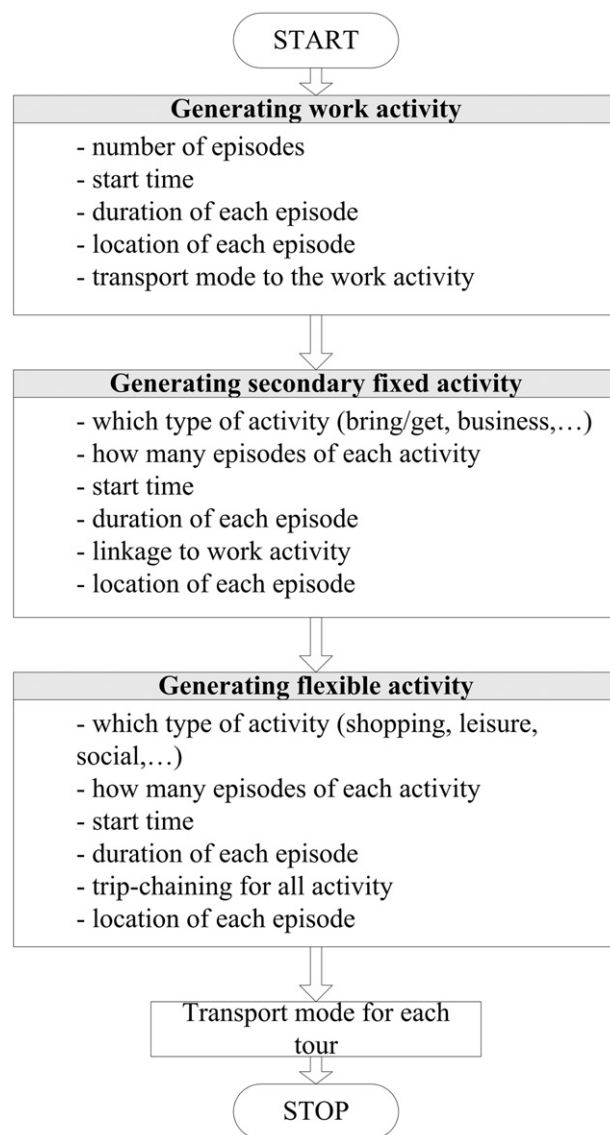 START
Generating work activity
- number of episodes
- start time
- duration of each episode
- location of each episode
- transport mode to the work activity
Generating secondary fixed activity
- which type of activity (bring/get, business,…)
- how many episodes of each activity
- start time
- duration of each episode
- linkage to work activity
- location of each episode
Generating flexible activity
- which type of activity (shopping, leisure,
social,…)
- how many episodes of each activity
- start time
- duration of each episode
- trip-chaining for all activity
- location of each episode
Transport mode for each
tour
STOP